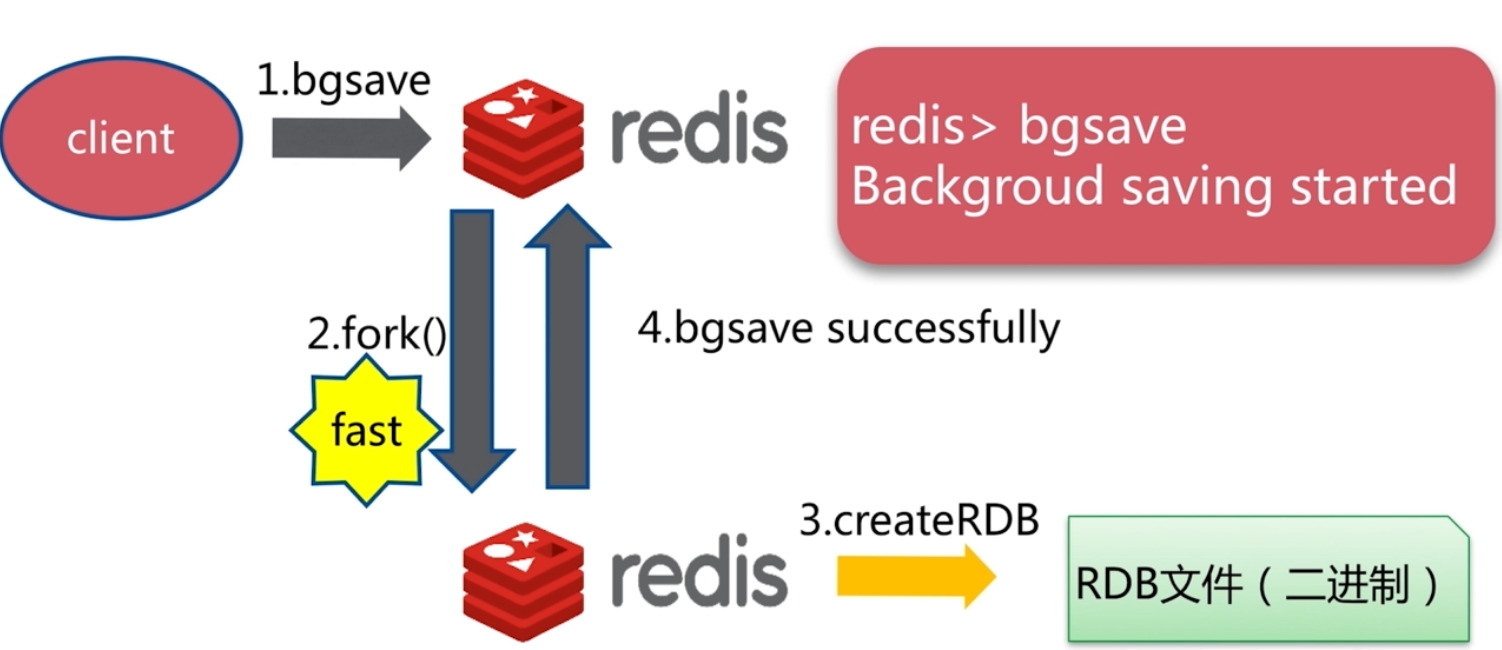 client
1.bgsave
redis
redis> bgsave
Backgroud saving started
2.fork()
fast
4.bgsave successfully
redis
3.createRDB
RDB文件（二进制）